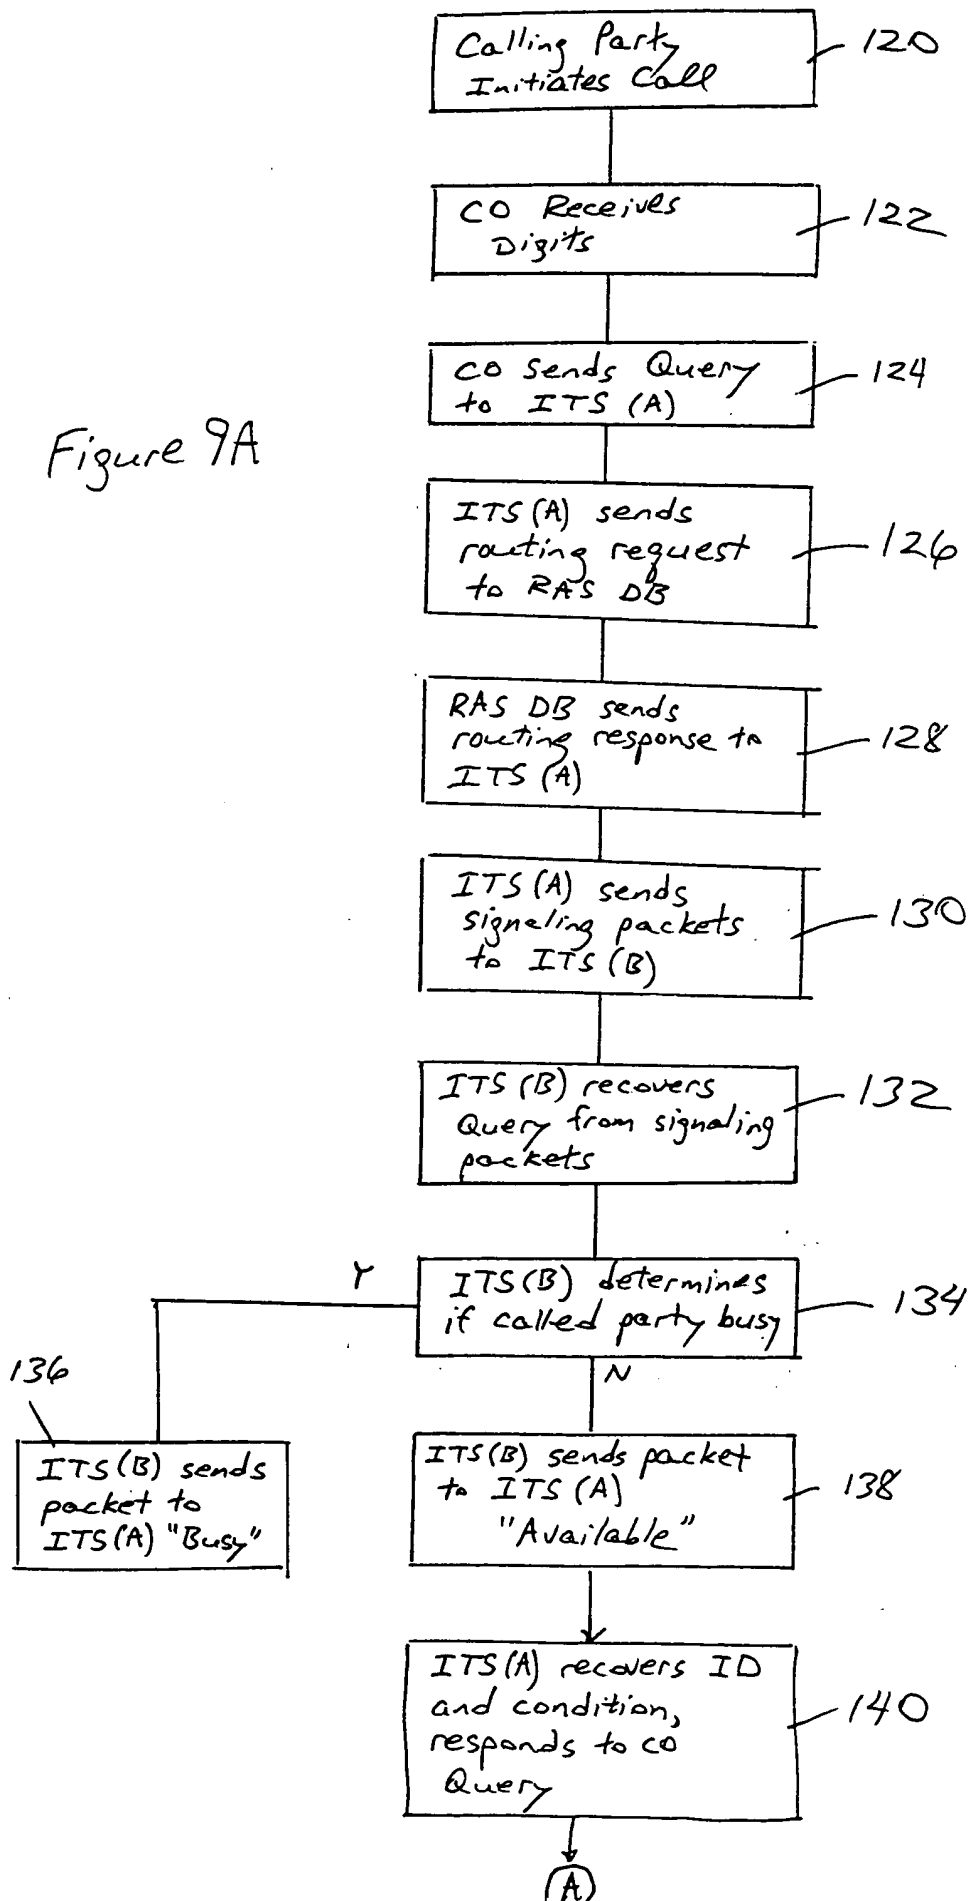 Calling Party
Initiates Call
120
CO Receives
Digits
122
CO Sends Query
to ITS (A)
124
Figure 9A
ITS (A) sends
routing request
to RAS DB
126
RAS DB sends
routing response to
ITS (A)
128
ITS (A) sends
signaling packets
to ITS (B)
130
ITS (B) recovers
Query from signaling
packets
132
Y
ITS(B) determines
if called party busy
134
N
136
ITS (B) sends
packet to
ITS(A) "Busy"
ITS(B) sends packet
to ITS (A)
"Available"
138
ITS(A) recovers ID
and condition,
responds to CO
Query
140
A